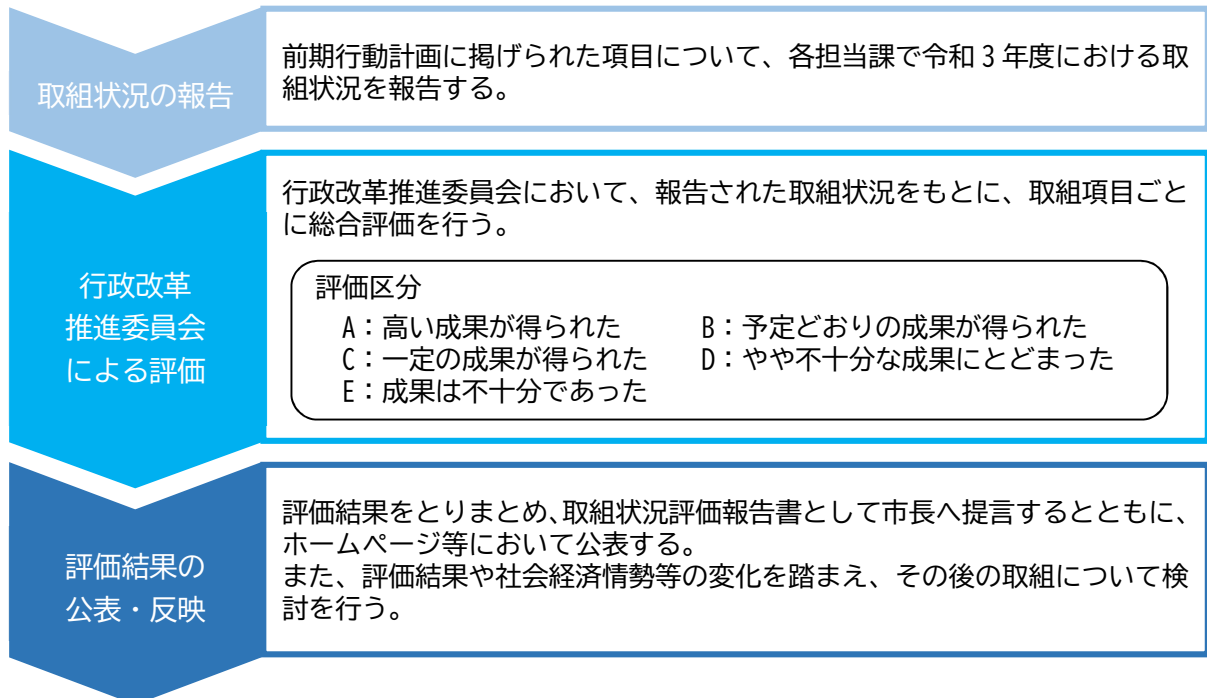 取組状況の報告
前期行動計画に掲げられた項目について、各担当課で令和３年度における取
組状況を報告する。
行政改革
推進委員会
による評価
行政改革推進委員会において、報告された取組状況をもとに、取組項目ごと
に総合評価を行う。
評価区分
A：高い成果が得られた B：予定どおりの成果が得られた
C：一定の成果が得られた D：やや不十分な成果にとどまった
E：成果は不十分であった
評価結果の
公表・反映
評価結果をとりまとめ、取組状況評価報告書として市長へ提言するとともに、
ホームページ等において公表する。
また、評価結果や社会経済情勢等の変化を踏まえ、その後の取組について検
討を行う。